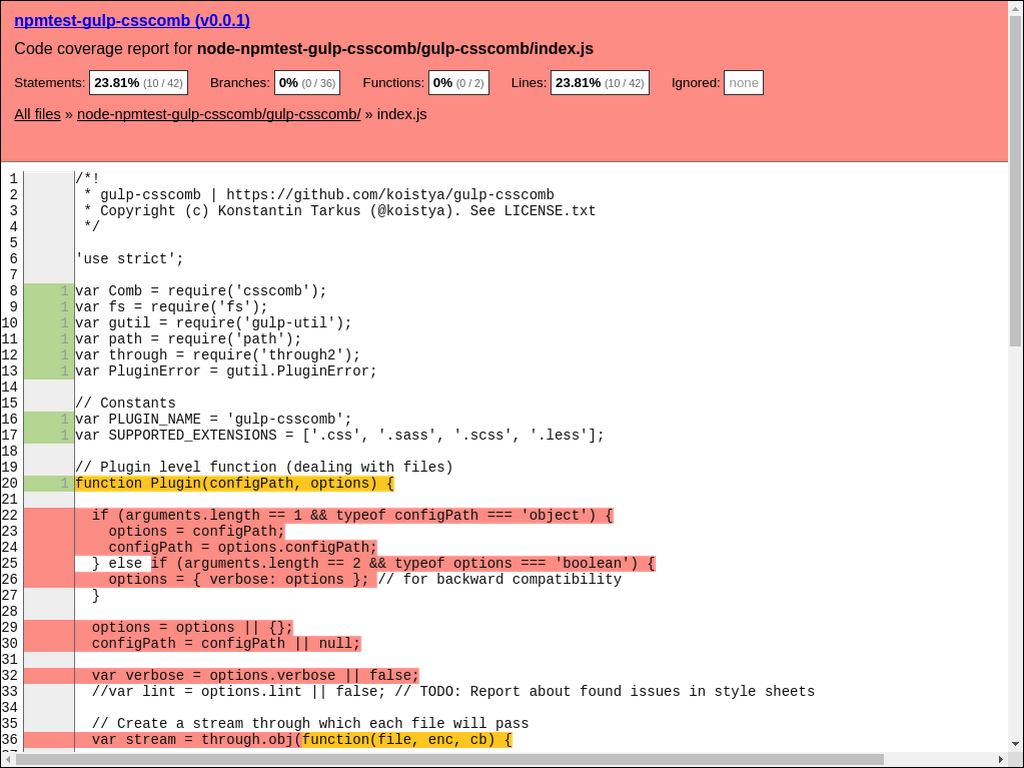 npmtest-gulp-csscomb (v0.0.1)
Code coverage report for node-npmtest-gulp-csscomb/gulp-csscomb/index.js
Statements: 23.81% (10 / 42) Branches: 0% (0 / 36) Functions: 0% (0 / 2) Lines: 23.81% (10 / 42) Ignored: none
All files » node-npmtest-gulp-csscomb/gulp-csscomb/ » index.js
1 /*!
2  * gulp-csscomb | https://github.com/koistya/gulp-csscomb
3  * Copyright (c) Konstantin Tarkus (@koistya). See LICENSE.txt
4  */
5
6 'use strict';
7
8 1 var Comb = require('csscomb');
9 1 var fs = require('fs');
10 1 var gutil = require('gulp-util');
11 1 var path = require('path');
12 1 var through = require('through2');
13 1 var PluginError = gutil.PluginError;
14
15 // Constants
16 1 var PLUGIN_NAME = 'gulp-csscomb';
17 1 var SUPPORTED_EXTENSIONS = ['.css', '.sass', '.scss', '.less'];
18
19 // Plugin level function (dealing with files)
20 1 function Plugin(configPath, options) {
21
22   if (arguments.length == 1 && typeof configPath === 'object') {
23     options = configPath;
24     configPath = options.configPath;
25   } else if (arguments.length == 2 && typeof options === 'boolean') {
26     options = { verbose: options }; // for backward compatibility
27   }
28
29   options = options || {};
30   configPath = configPath || null;
31
32   var verbose = options.verbose || false;
33   //var lint = options.lint || false; // TODO: Report about found issues in style sheets
34
35   // Create a stream through which each file will pass
36   var stream = through.obj(function(file, enc, cb) {